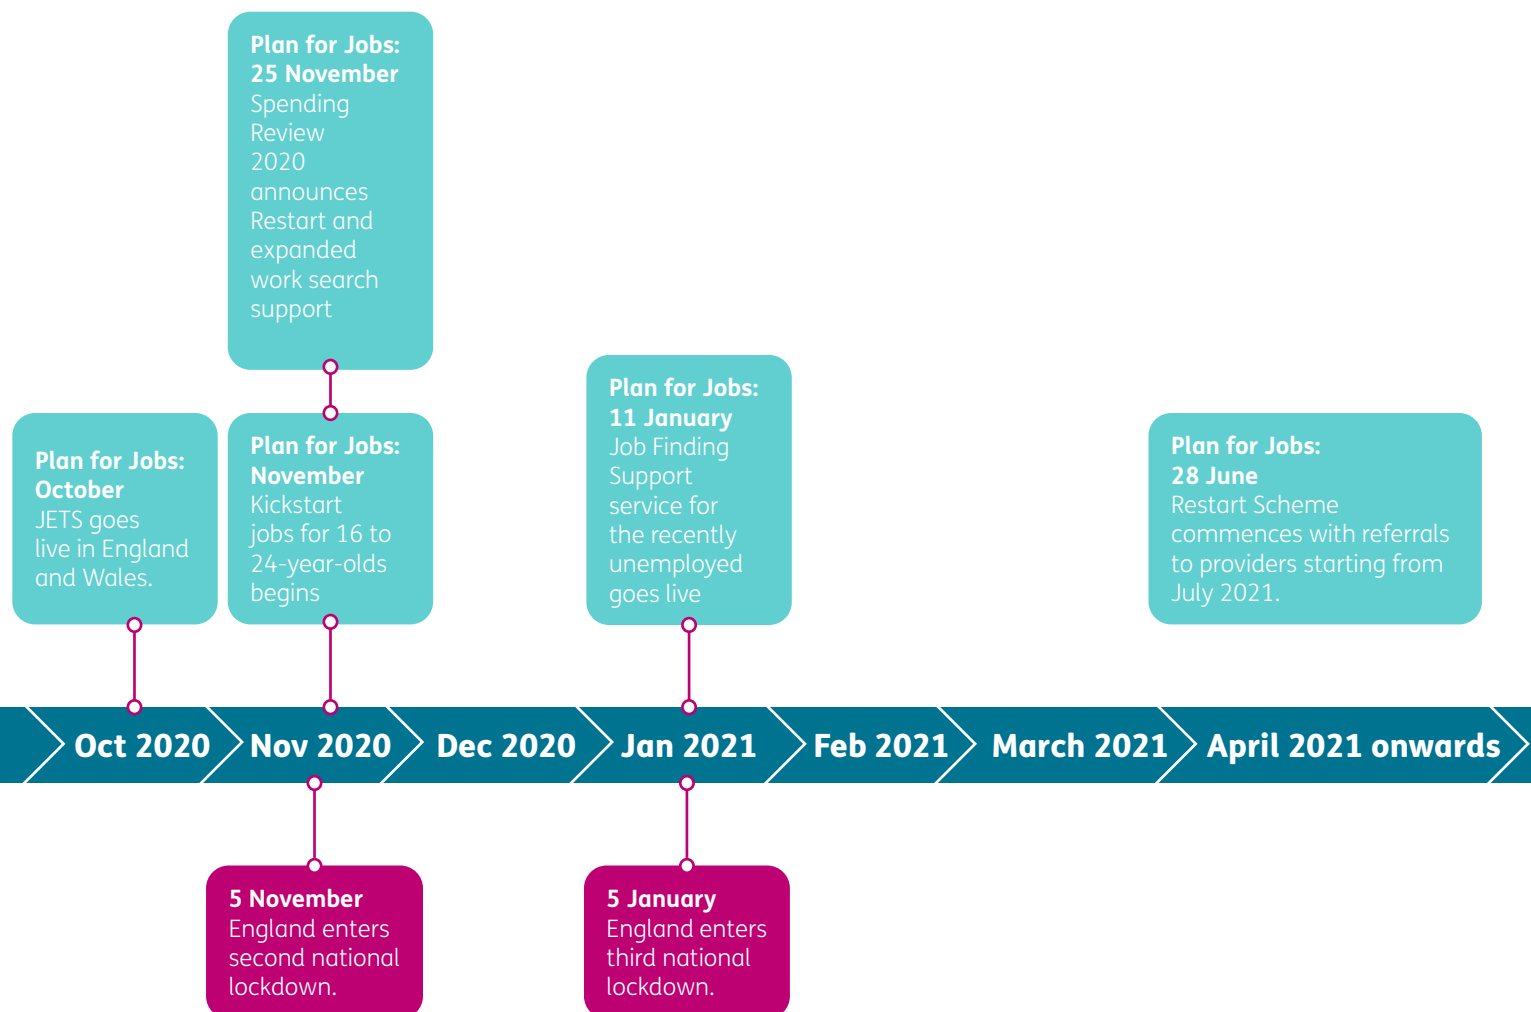 Plan for Jobs:
25 November
Spending
Review
2020
announces
Restart and
expanded
work search
support
Plan for Jobs:
October
JETS goes
live in England
and Wales.
Plan for Jobs:
November
Kickstart
jobs for 16 to
24-year-olds
begins
Plan for Jobs:
11 January
Job Finding
Support
service for
the recently
unemployed
goes live
Plan for Jobs:
28 June
Restart Scheme
commences with referrals
to providers starting from
July 2021.
Oct 2020
Nov 2020
Dec 2020
Jan 2021
Feb 2021
March 2021
April 2021 onwards
5 November
England enters
second national
lockdown.
5 January
England enters
third national
lockdown.